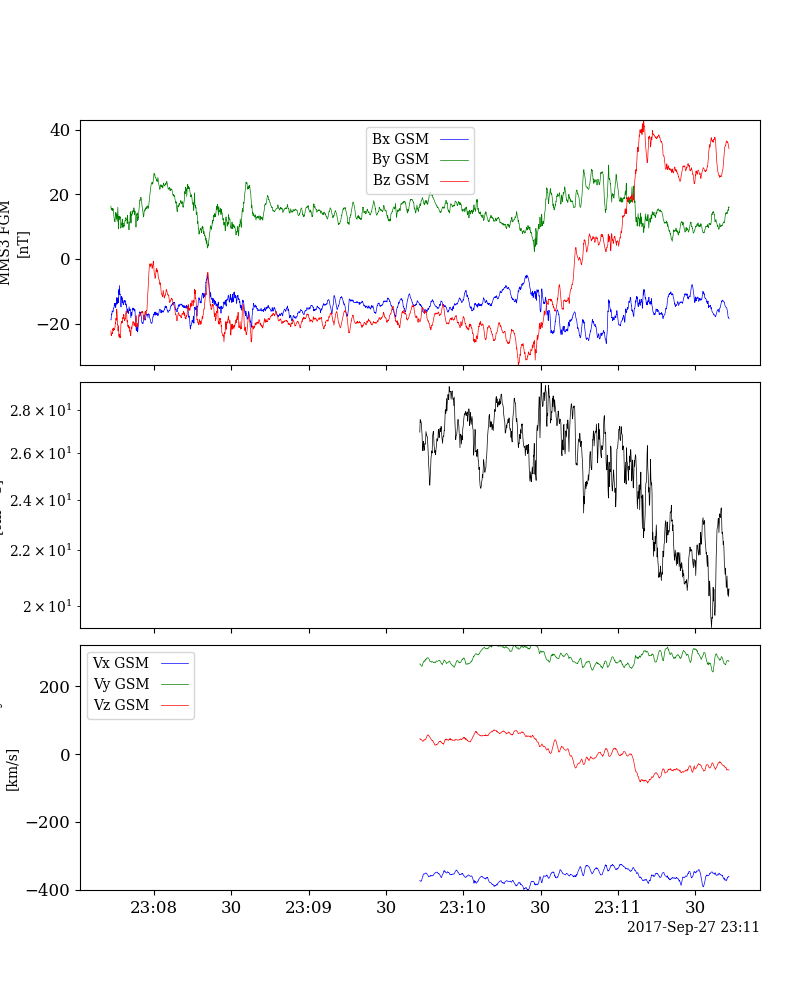 40
20
0
−20
MMS3 FGM
[nT]
Bx GSM
By GSM
Bz GSM
2.8 × 10¹
2.6 × 10¹
2.4 × 10¹
2.2 × 10¹
2 × 10¹
200
0
−200
−400
[km/s]
Vx GSM
Vy GSM
Vz GSM
23:08 30 23:09 30 23:10 30 23:11 30
2017-Sep-27 23:11